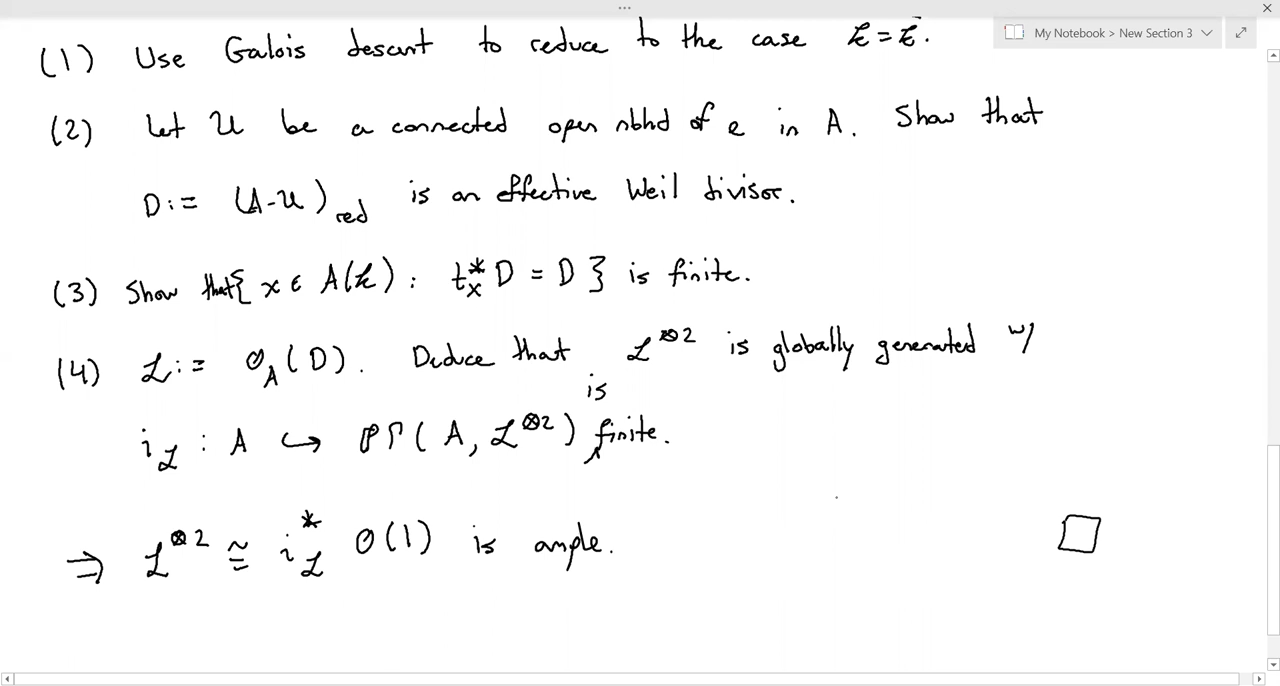 My Notebook > New Section 3
(1) Use Galois descent to reduce to the case k = k̄.
(2) Let U be a connected open nbhd of e in A. Show that
D := (A-U)_red is an effective Weil divisor.
(3) Show that { x ∈ A(k) : t_x^* D = D } is finite.
(4) ℒ := O_A(D). Deduce that ℒ^⊗2 is globally generated w/
i_ℒ : A ↪ ℙΓ(A, ℒ^⊗2) is finite.
⇒ ℒ^⊗2 ≅ i_ℒ^* O(1) is ample. □